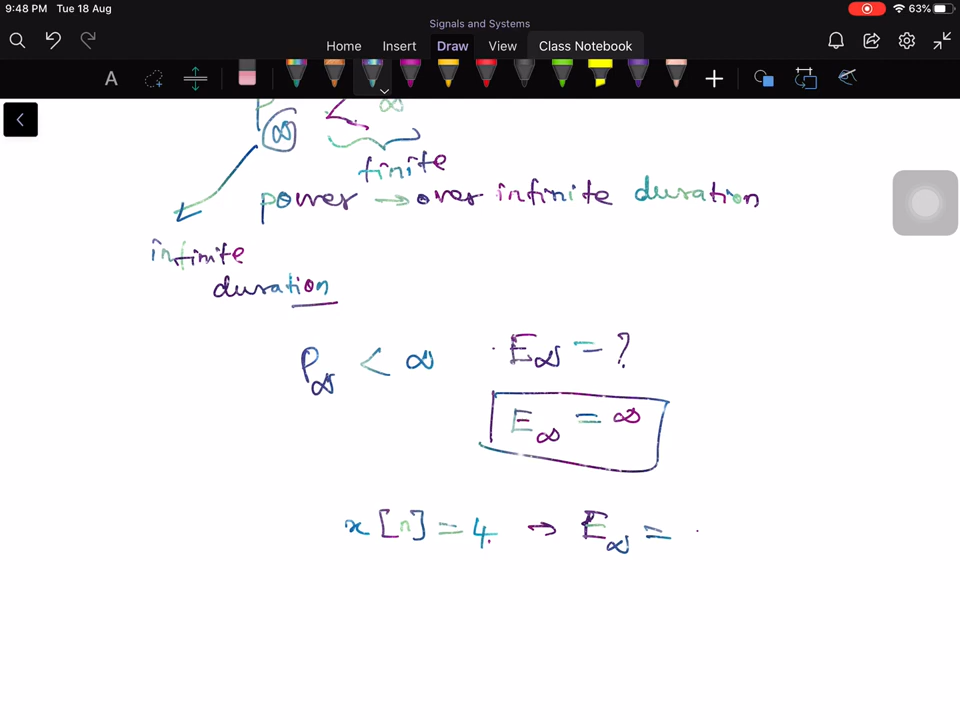 9:48 PM Tue 18 Aug
63%
Signals and Systems
Home Insert Draw View Class Notebook
A
P∞ < ∞
finite
power → over infinite duration
infinite
duration
P∞ < ∞ E∞ = ?
E∞ = ∞
x[n] = 4 → E∞ =